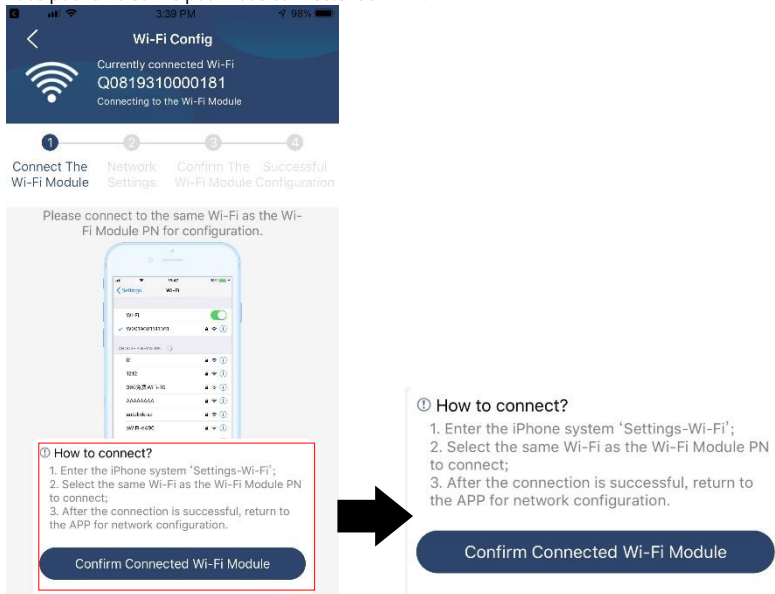 3:39 PM
98%
Wi-Fi Config
Currently connected Wi-Fi
Q0819310000181
Connecting to the Wi-Fi Module
1
2
3
4
Connect The
Wi-Fi Module
Network
Settings
Confirm The
Wi-Fi Module
Successful
Configuration
Please connect to the same Wi-Fi as the Wi-
Fi Module PN for configuration.
Settings
Wi-Fi
Wi-Fi
1212
AAAAAAAA
How to connect?
1. Enter the iPhone system ‘Settings-Wi-Fi’;
2. Select the same Wi-Fi as the Wi-Fi Module PN
to connect;
3. After the connection is successful, return to
the APP for network configuration.
Confirm Connected Wi-Fi Module
How to connect?
1. Enter the iPhone system ‘Settings-Wi-Fi’;
2. Select the same Wi-Fi as the Wi-Fi Module PN
to connect;
3. After the connection is successful, return to
the APP for network configuration.
Confirm Connected Wi-Fi Module